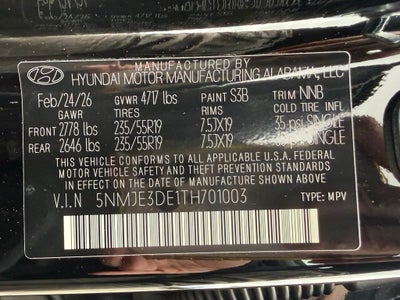 MANUFACTURED BY
HYUNDAI MOTOR MANUFACTURING ALABAMA, LLC
Feb/24/26 GVWR 4717 lbs PAINT S3B TRIM NNB
GAWR TIRES RIMS COLD TIRE INFL
FRONT 2778 lbs 235/55R19 7.5JX19 35 psi SINGLE
REAR 2646 lbs 235/55R19 7.5JX19 SINGLE
THIS VEHICLE CONFORMS TO ALL APPLICABLE U.S.A. FEDERAL
MOTOR VEHICLE SAFETY AND THEFT PREVENTION STANDARDS
IN EFFECT ON THE DATE OF MANUFACTURE SHOWN ABOVE.
V.I.N 5NMJE3DE1TH701003 TYPE: MPV